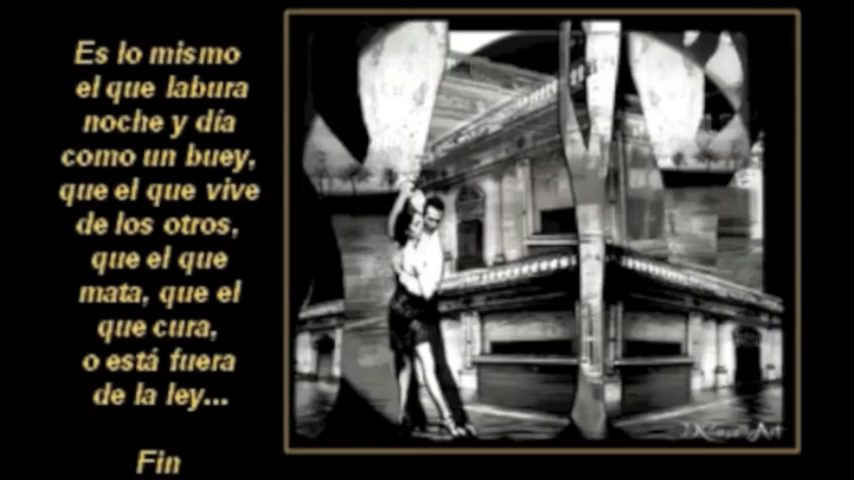 Es lo mismo
el que labura
noche y día
como un buey,
que el que vive
de los otros,
que el que
mata, que el
que cura,
o está fuera
de la ley...
Fin